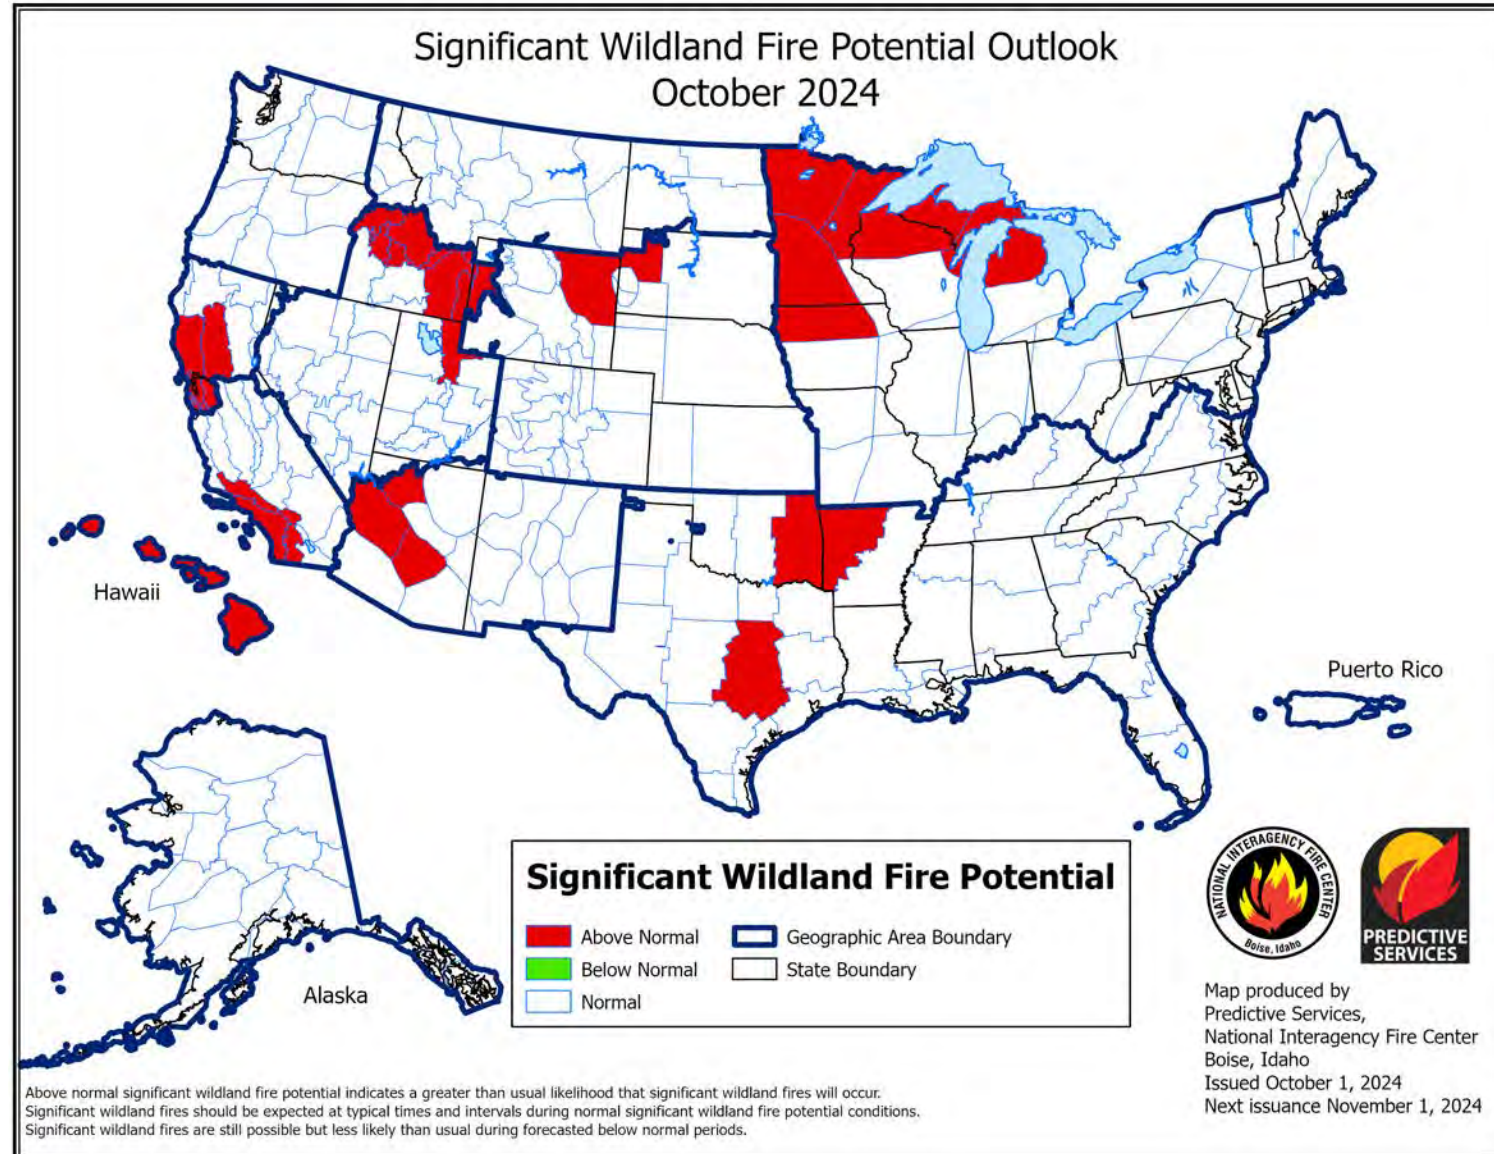 Significant Wildland Fire Potential Outlook
October 2024
Hawaii
Puerto Rico
Alaska
Significant Wildland Fire Potential
Above Normal
Geographic Area Boundary
Below Normal
State Boundary
Normal
NATIONAL INTERAGENCY FIRE CENTER
Boise, Idaho
PREDICTIVE
SERVICES
Map produced by
Predictive Services,
National Interagency Fire Center
Boise, Idaho
Issued October 1, 2024
Next issuance November 1, 2024
Above normal significant wildland fire potential indicates a greater than usual likelihood that significant wildland fires will occur.
Significant wildland fires should be expected at typical times and intervals during normal significant wildland fire potential conditions.
Significant wildland fires are still possible but less likely than usual during forecasted below normal periods.